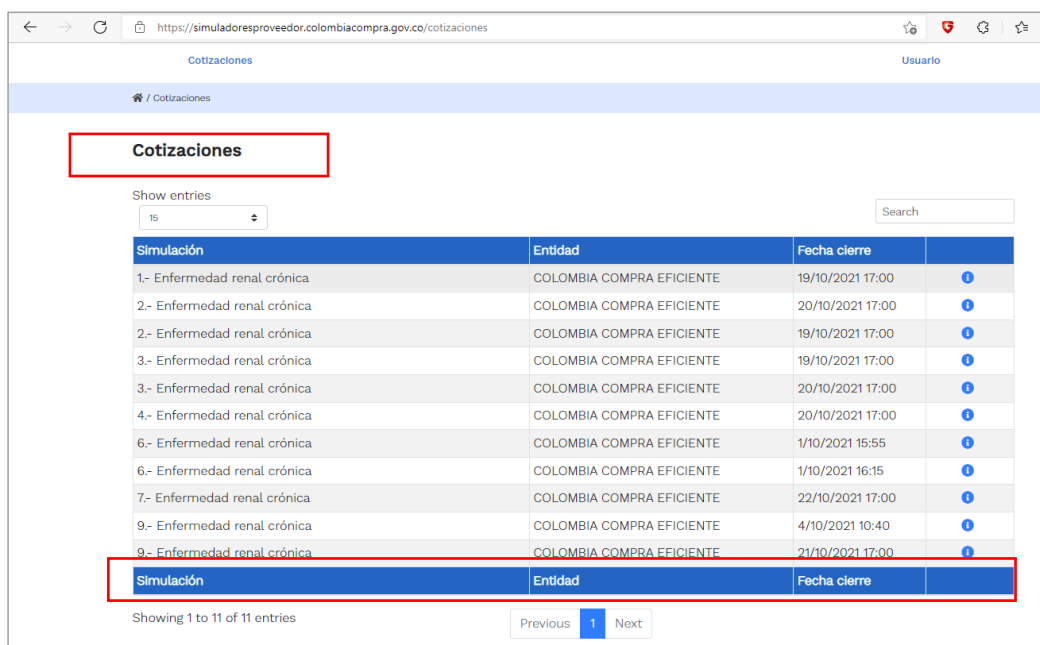 https://simuladoresproveedor.colombiacompra.gov.co/cotizaciones
Cotizaciones Usuario
/ Cotizaciones
Cotizaciones
Show entries
15 Search
Simulación Entidad Fecha cierre
1.- Enfermedad renal crónica COLOMBIA COMPRA EFICIENTE 19/10/2021 17:00
2.- Enfermedad renal crónica COLOMBIA COMPRA EFICIENTE 20/10/2021 17:00
2.- Enfermedad renal crónica COLOMBIA COMPRA EFICIENTE 19/10/2021 17:00
3.- Enfermedad renal crónica COLOMBIA COMPRA EFICIENTE 19/10/2021 17:00
3.- Enfermedad renal crónica COLOMBIA COMPRA EFICIENTE 20/10/2021 17:00
4.- Enfermedad renal crónica COLOMBIA COMPRA EFICIENTE 20/10/2021 17:00
6.- Enfermedad renal crónica COLOMBIA COMPRA EFICIENTE 1/10/2021 15:55
6.- Enfermedad renal crónica COLOMBIA COMPRA EFICIENTE 1/10/2021 16:15
7.- Enfermedad renal crónica COLOMBIA COMPRA EFICIENTE 22/10/2021 17:00
9.- Enfermedad renal crónica COLOMBIA COMPRA EFICIENTE 4/10/2021 10:40
9.- Enfermedad renal crónica COLOMBIA COMPRA EFICIENTE 21/10/2021 17:00
Simulación Entidad Fecha cierre
Showing 1 to 11 of 11 entries Previous 1 Next